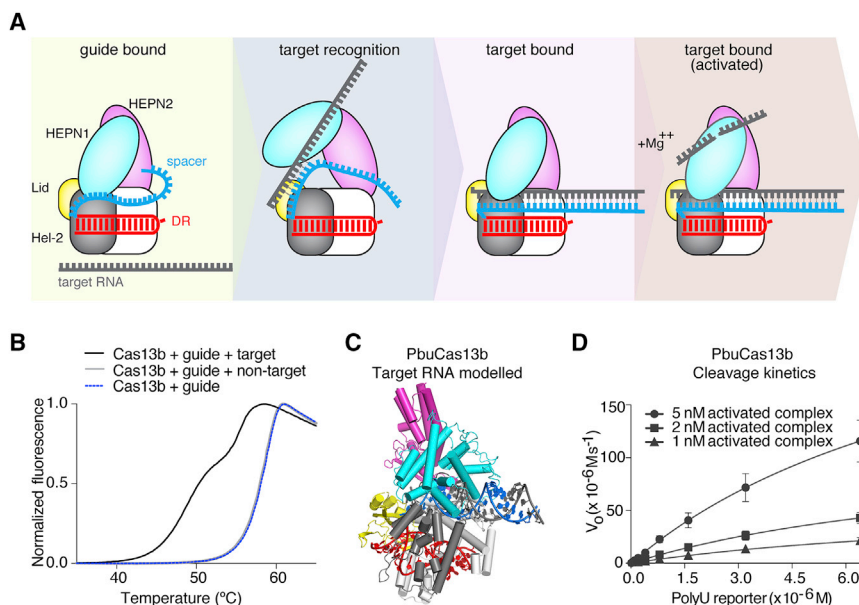 A
guide bound
target recognition
target bound
target bound
(activated)
HEPN2
HEPN1
spacer
Lid
DR
Hel-2
target RNA
+Mg++
B
Cas13b + guide + target
Cas13b + guide + non-target
Cas13b + guide
Normalized fluorescence
1.0
0.5
0.0
40
50
60
Temperature (ºC)
C
PbuCas13b
Target RNA modelled
D
PbuCas13b
Cleavage kinetics
5 nM activated complex
2 nM activated complex
1 nM activated complex
V0(x 10-6Ms-1)
150
100
50
0
0.0
1.5
3.0
4.5
6.0
PolyU reporter (x10-6M)